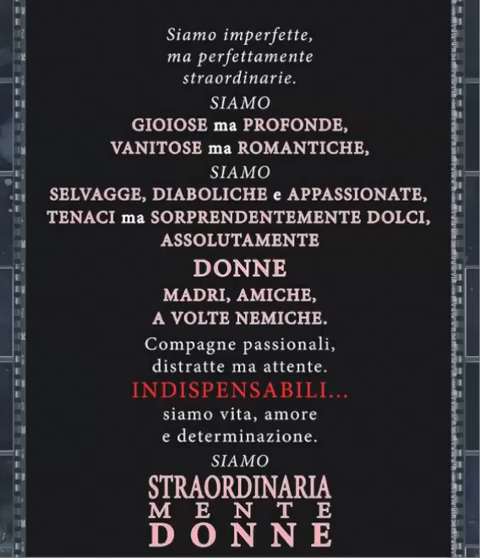 Siamo imperfette,
ma perfettamente
straordinarie.
SIAMO
GIOIOSE ma PROFONDE,
VANITOSE ma ROMANTICHE,
SIAMO
SELVAGGE, DIABOLICHE e APPASSIONATE,
TENACI ma SORPRENDENTEMENTE DOLCI,
ASSOLUTAMENTE
DONNE
MADRI, AMICHE,
A VOLTE NEMICHE.
Compagne passionali,
distratte ma attente.
INDISPENSABILI...
siamo vita, amore
e determinazione.
SIAMO
STRAORDINARIA
MENTE
DONNE